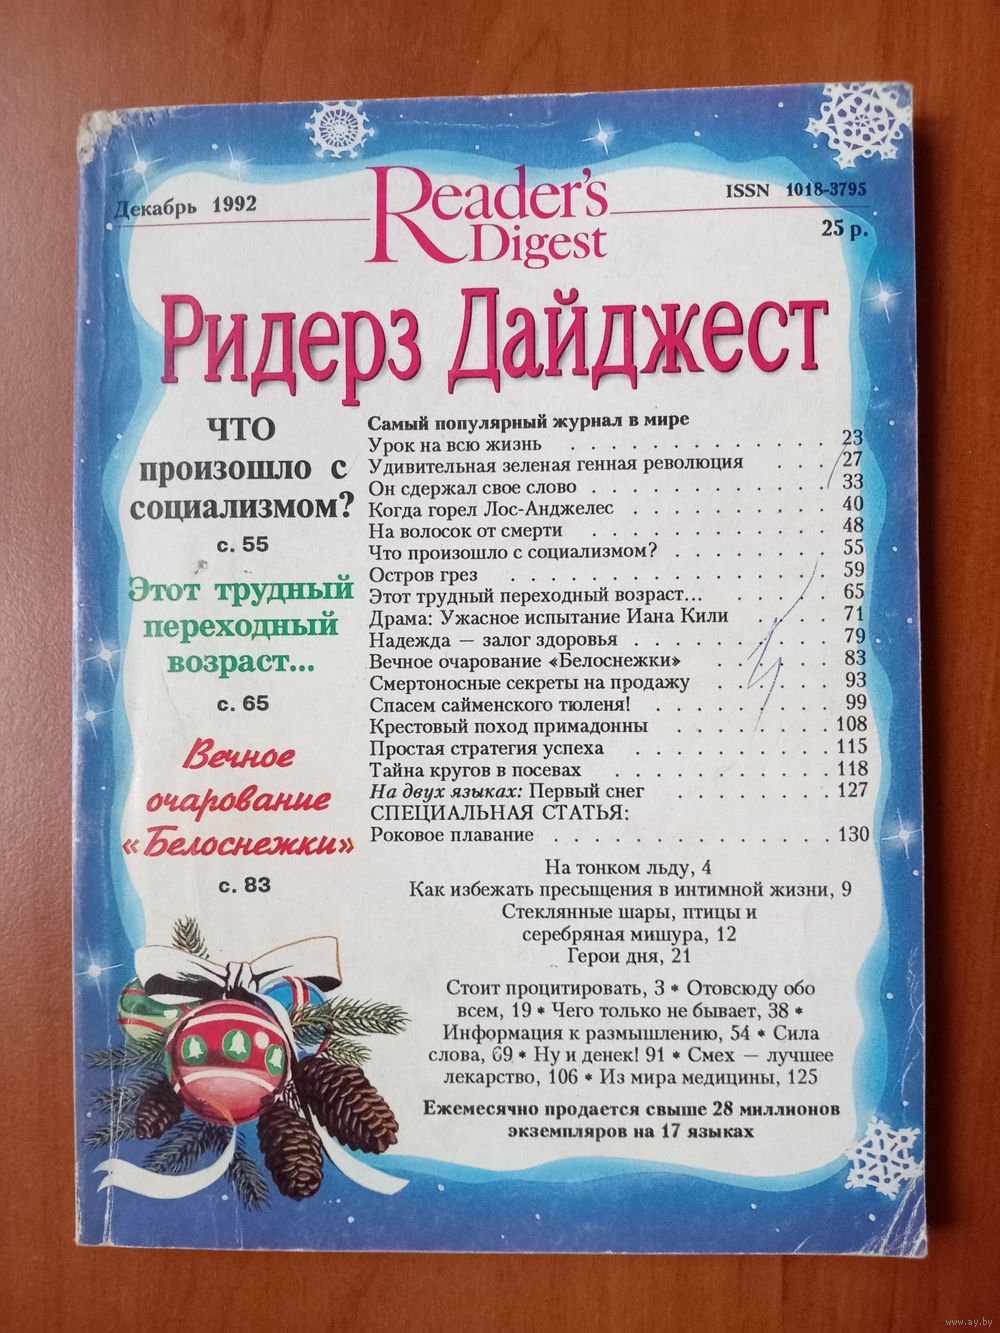 Декабрь 1992
Reader's
Digest
ISSN 1018-3795
25 р.
Ридерз Дайджест
ЧТО
произошло с
социализмом?
с. 55
Этот трудный
переходный
возраст...
с. 65
Вечное
очарование
«Белоснежки»
с. 83
Самый популярный журнал в мире
Урок на всю жизнь . . . . . . . . . . . . 23
Удивительная зеленая генная революция . . . 27
Он сдержал свое слово . . . . . . . . . . . 33
Когда горел Лос-Анджелес . . . . . . . . . 40
На волосок от смерти . . . . . . . . . . . 48
Что произошло с социализмом? . . . . . . . 55
Остров грез . . . . . . . . . . . . . . 59
Этот трудный переходный возраст... . . . . . 65
Драма: Ужасное испытание Иана Кили . . . . 71
Надежда — залог здоровья . . . . . . . . . 79
Вечное очарование «Белоснежки» . . . . . . 83
Смертоносные секреты на продажу . . . . . . 93
Спасем сайменского тюленя! . . . . . . . . 99
Крестовый поход примадонны . . . . . . . 108
Простая стратегия успеха . . . . . . . . . 115
Тайна кругов в посевах . . . . . . . . . . 118
На двух языках: Первый снег . . . . . . . 127
СПЕЦИАЛЬНАЯ СТАТЬЯ:
Роковое плавание . . . . . . . . . . . . 130
На тонком льду, 4
Как избежать пресыщения в интимной жизни, 9
Стеклянные шары, птицы и
серебряная мишура, 12
Герои дня, 21
Стоит процитировать, 3 * Отовсюду обо
всем, 19 * Чего только не бывает, 38 *
Информация к размышлению, 54 * Сила
слова, 69 * Ну и денек! 91 * Смех — лучшее
лекарство, 106 * Из мира медицины, 125
Ежемесячно продается свыше 28 миллионов
экземпляров на 17 языках
www.ay.by